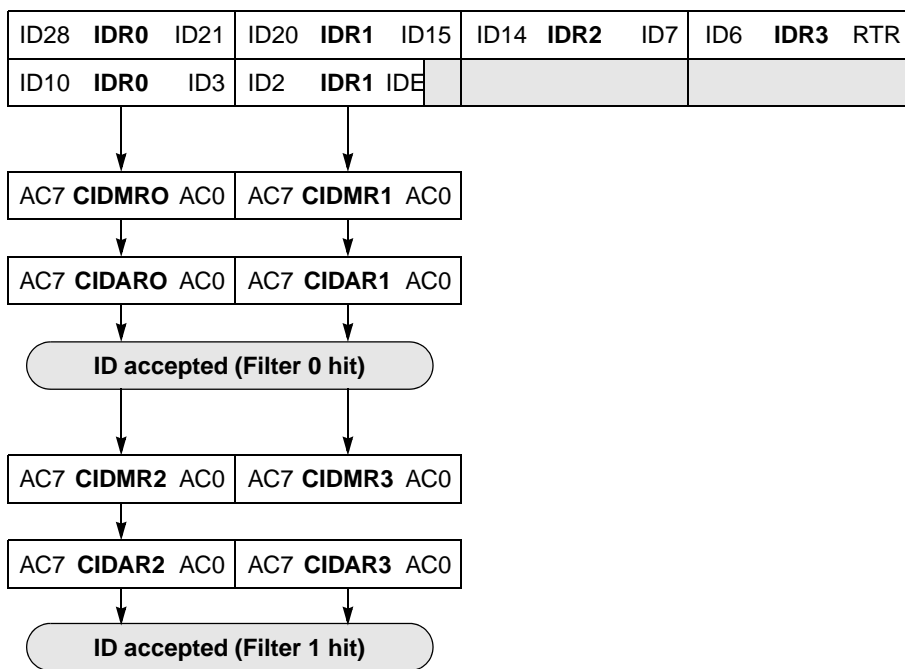 ID28 IDR0 ID21 ID20 IDR1 ID15 ID14 IDR2 ID7 ID6 IDR3 RTR
ID10 IDR0 ID3 ID2 IDR1 IDE
AC7 CIDMRO AC0 AC7 CIDMR1 AC0
AC7 CIDARO AC0 AC7 CIDAR1 AC0
ID accepted (Filter 0 hit)
AC7 CIDMR2 AC0 AC7 CIDMR3 AC0
AC7 CIDAR2 AC0 AC7 CIDAR3 AC0
ID accepted (Filter 1 hit)